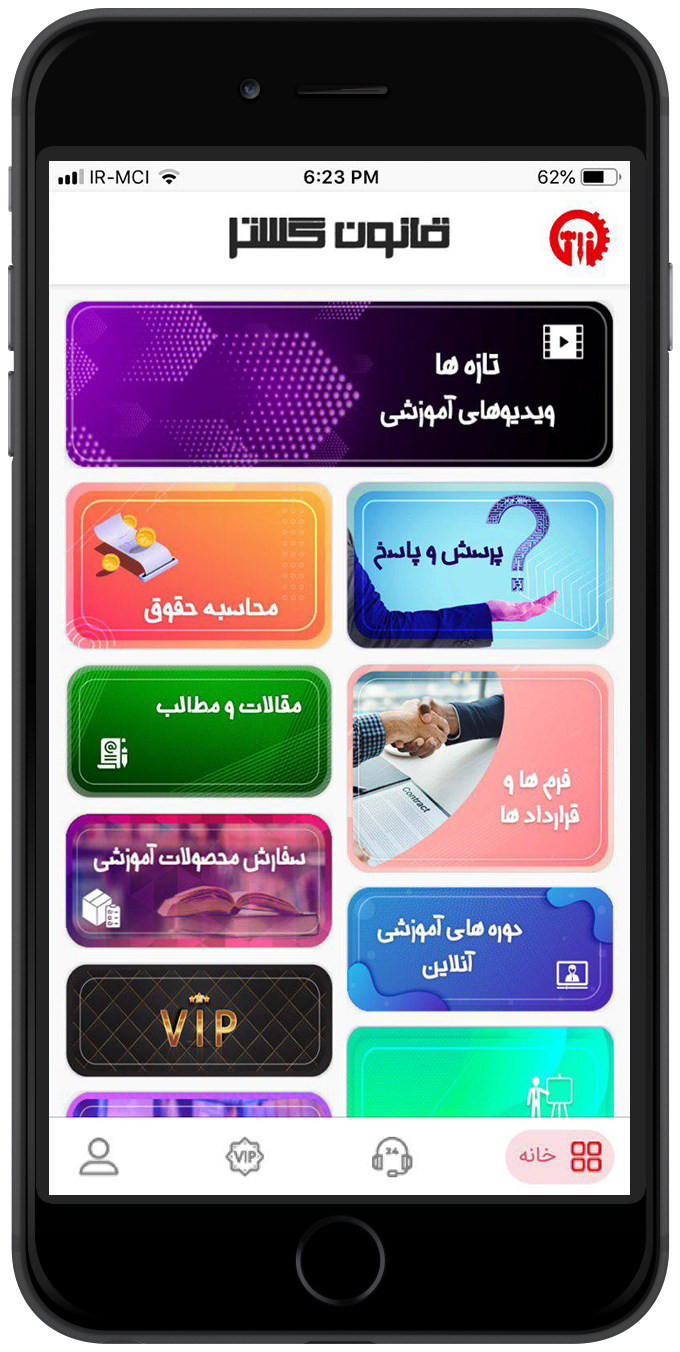 IR-MCI
6:23 PM
62%
قانون گستر
تازه ها
ویدیوهای آموزشی
پرسش و پاسخ
محاسبه حقوق
فرم ها و
قرارداد ها
Contract
مقالات و مطالب
سفارش محصولات آموزشی
دوره های آموزشی
آنلاین
VIP
خانه
24
VIP